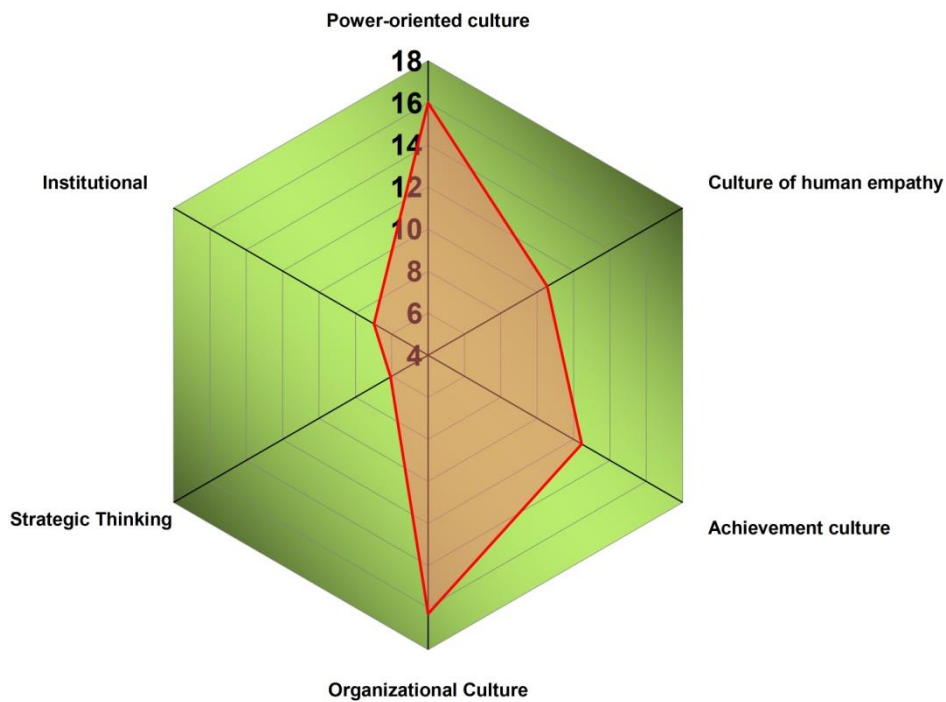 Power-oriented culture
18
16
14
12
10
8
6
4
Institutional
Culture of human empathy
Strategic Thinking
Achievement culture
Organizational Culture